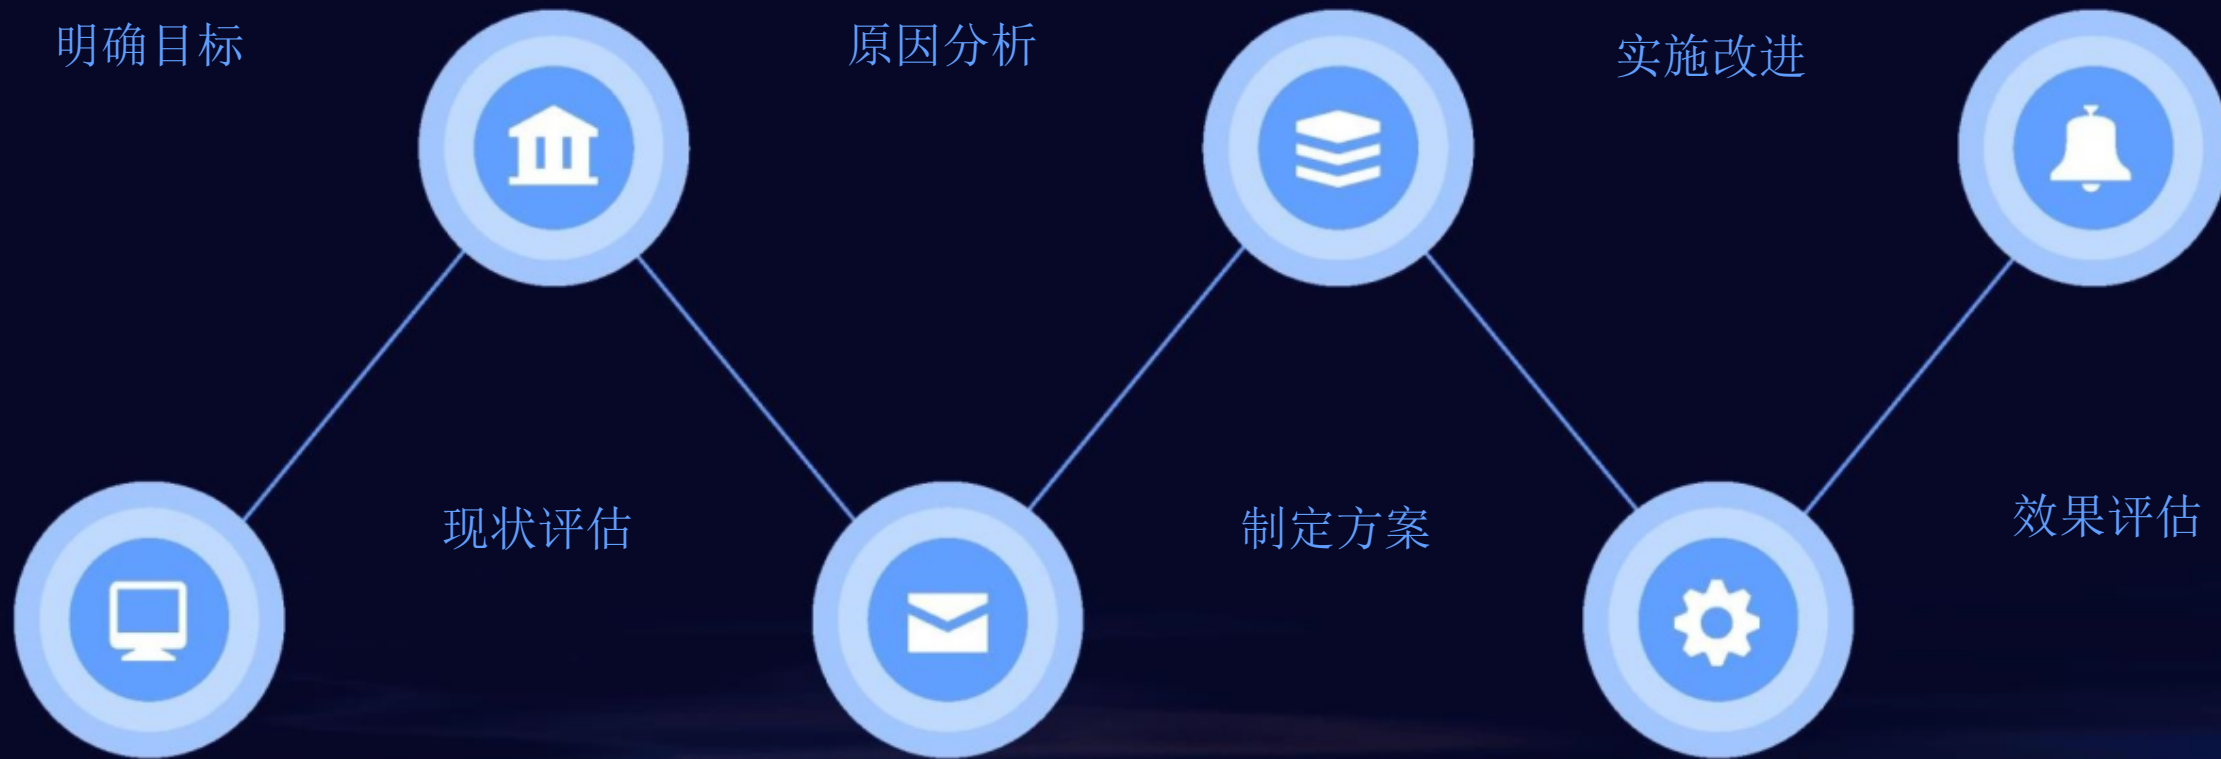 明确目标
现状评估
原因分析
制定方案
实施改进
效果评估